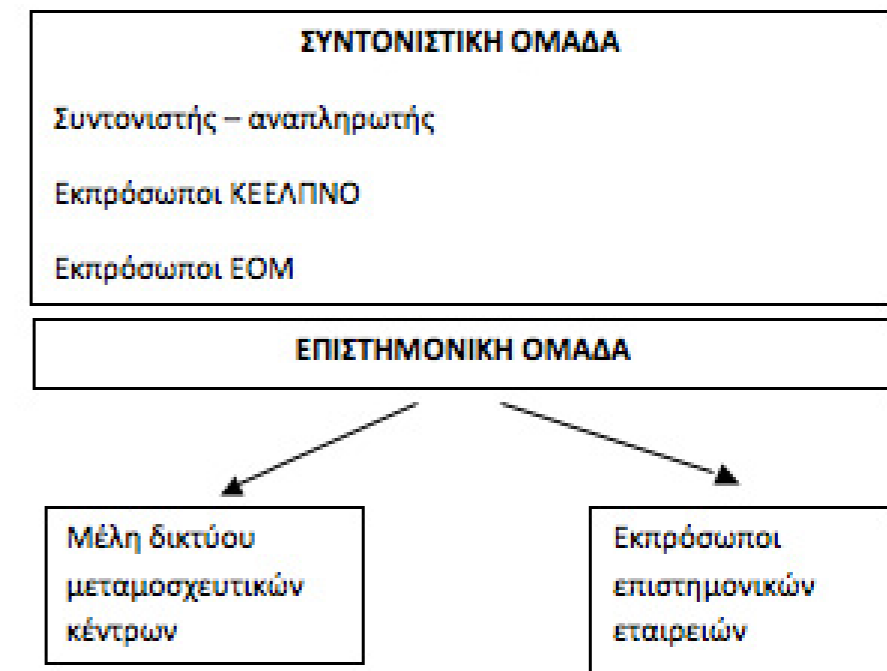 ΣΥΝΤΟΝΙΣΤΙΚΗ ΟΜΑΔΑ
Συντονιστής – αναπληρωτής
Εκπρόσωποι ΚΕΕΛΠΝΟ
Εκπρόσωποι ΕΟΜ
ΕΠΙΣΤΗΜΟΝΙΚΗ ΟΜΑΔΑ
Μέλη δικτύου
μεταμοσχευτικών
κέντρων
Εκπρόσωποι
επιστημονικών
εταιρειών